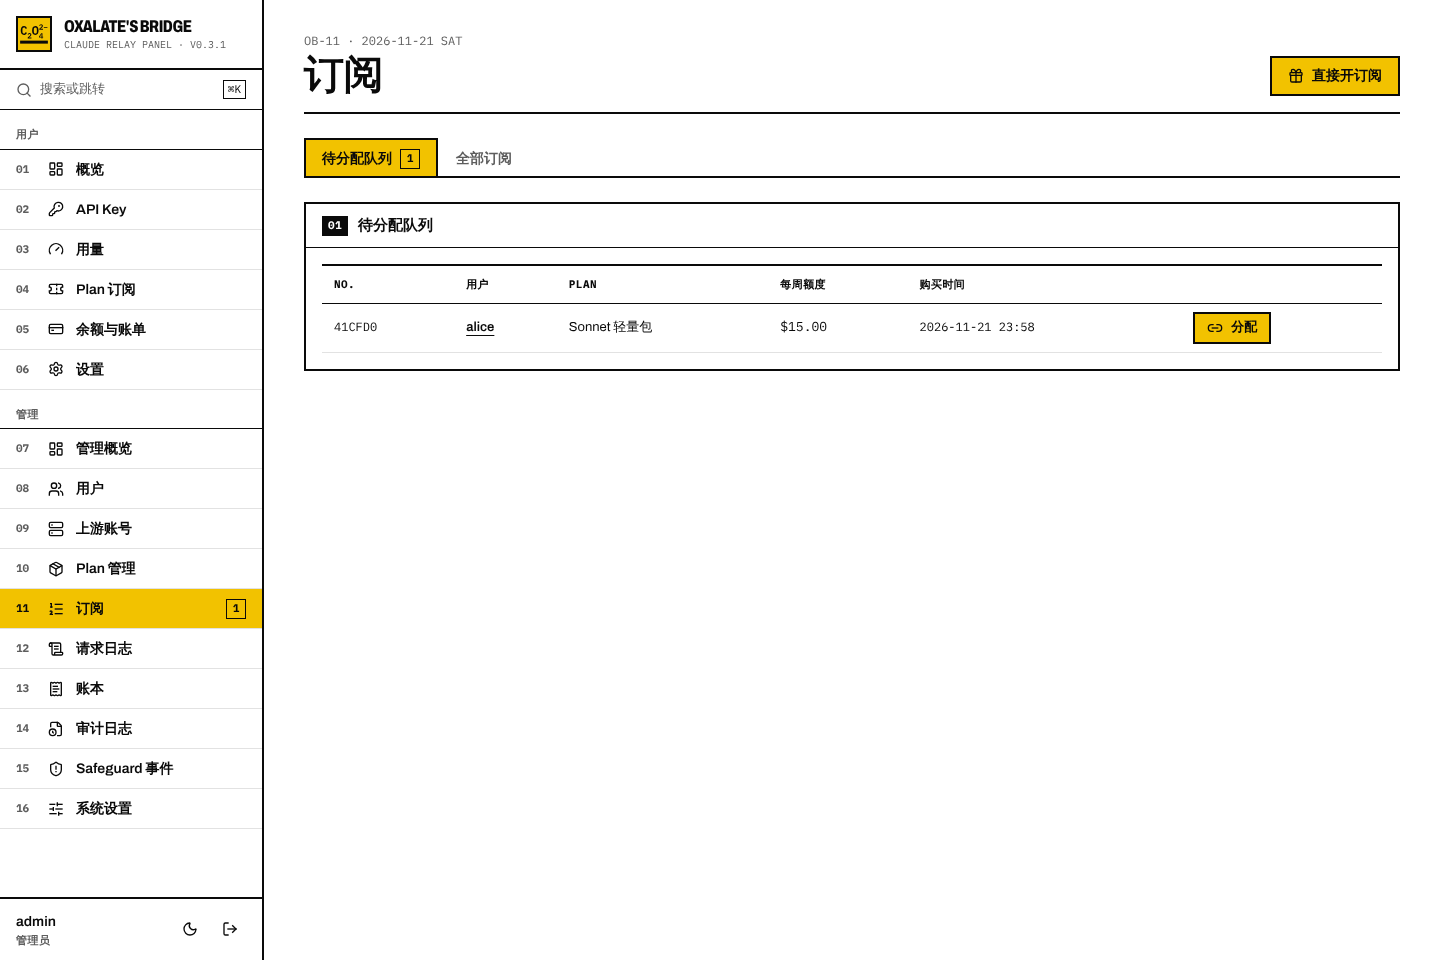 C₂O₄²⁻
OXALATE'S BRIDGE
CLAUDE RELAY PANEL · V0.3.1
搜索或跳转 ⌘K
用户
01 概览
02 API Key
03 用量
04 Plan 订阅
05 余额与账单
06 设置
管理
07 管理概览
08 用户
09 上游账号
10 Plan 管理
11 订阅 1
12 请求日志
13 账本
14 审计日志
15 Safeguard 事件
16 系统设置
admin
管理员
OB-11 · 2026-11-21 SAT
订阅
直接开订阅
待分配队列 1 全部订阅
01 待分配队列
NO. 用户 PLAN 每周额度 购买时间
41CFD0 alice Sonnet 轻量包 $15.00 2026-11-21 23:58 分配